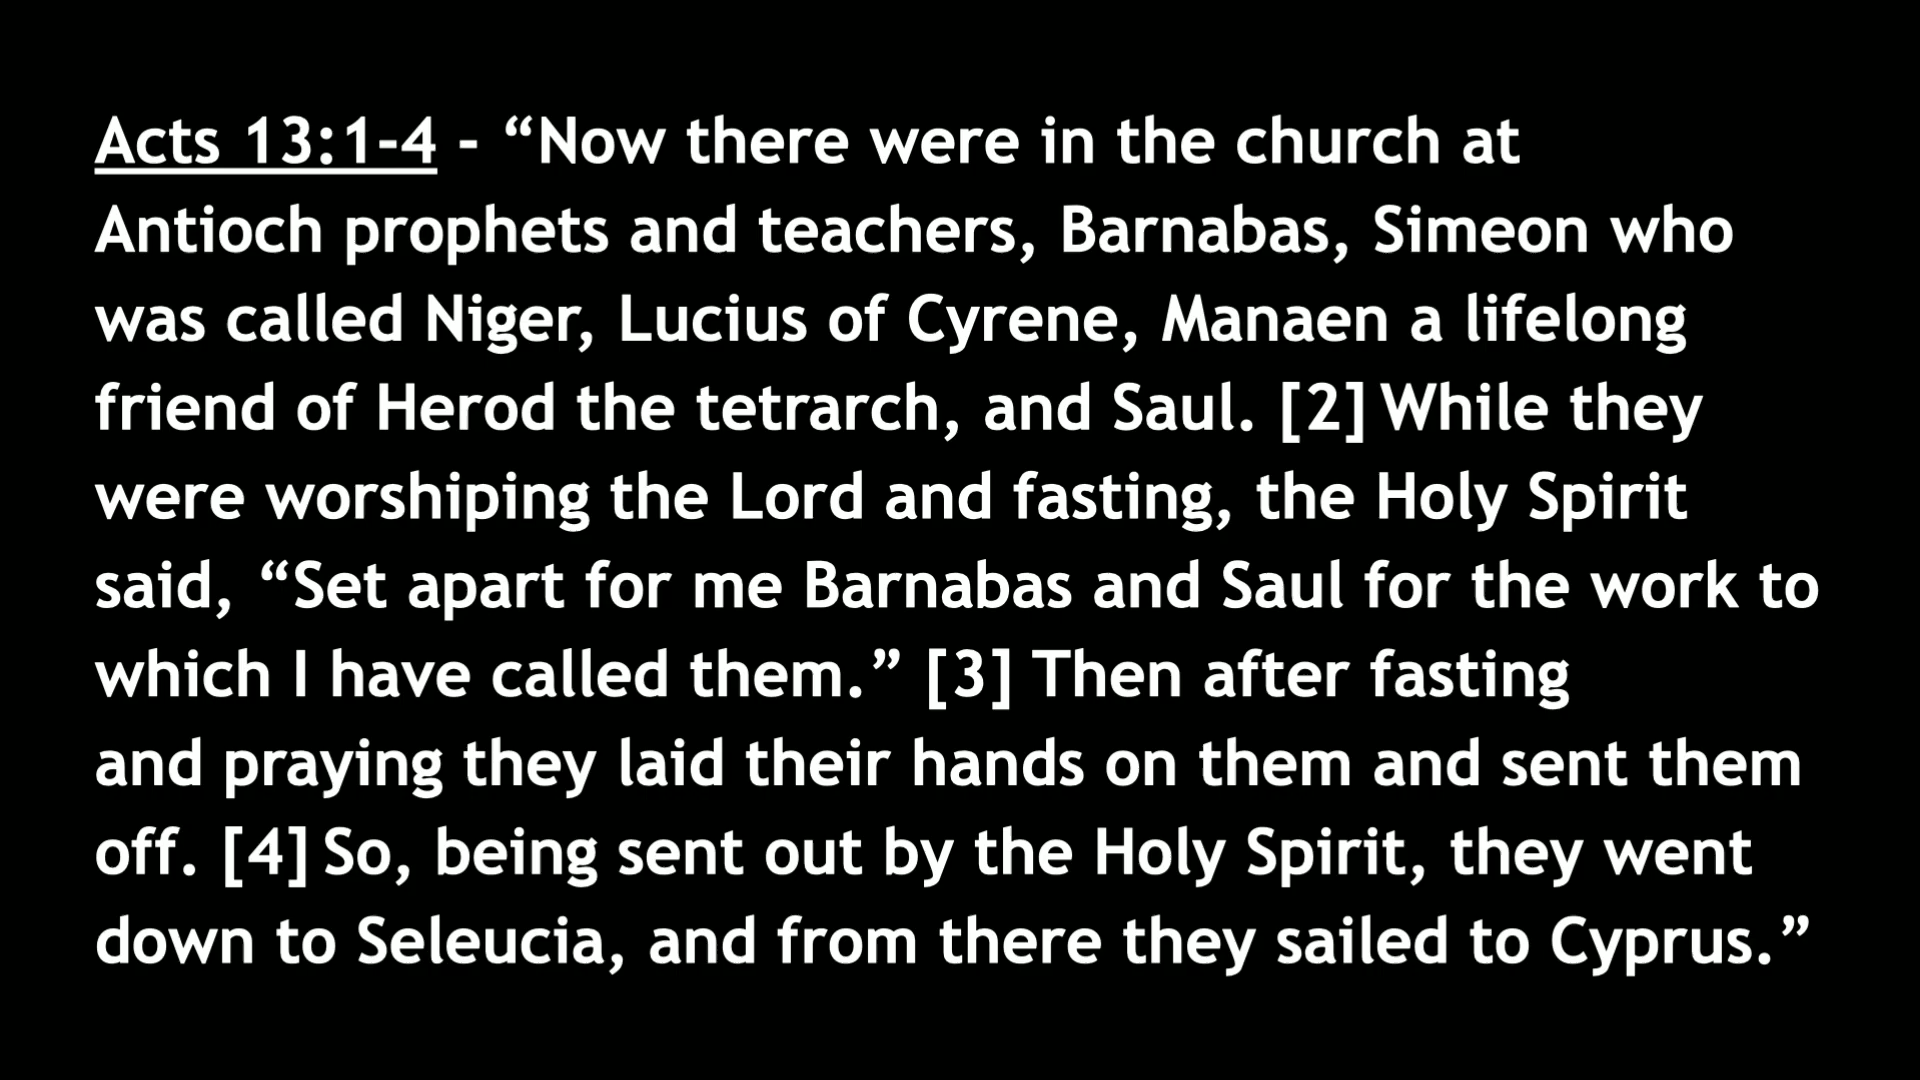 Acts 13:1-4 - “Now there were in the church at
Antioch prophets and teachers, Barnabas, Simeon who
was called Niger, Lucius of Cyrene, Manaen a lifelong
friend of Herod the tetrarch, and Saul. [2] While they
were worshiping the Lord and fasting, the Holy Spirit
said, “Set apart for me Barnabas and Saul for the work to
which I have called them.” [3] Then after fasting
and praying they laid their hands on them and sent them
off. [4] So, being sent out by the Holy Spirit, they went
down to Seleucia, and from there they sailed to Cyprus.”